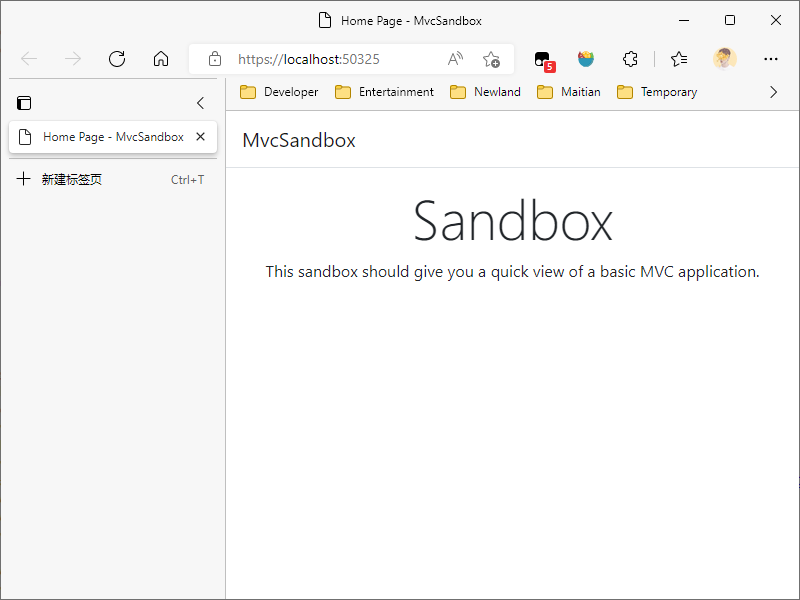 Home Page - MvcSandbox
https://localhost:50325
5
Developer Entertainment Newland Maitian Temporary
Home Page - MvcSandbox
新建标签页 Ctrl+T
MvcSandbox
Sandbox
This sandbox should give you a quick view of a basic MVC application.